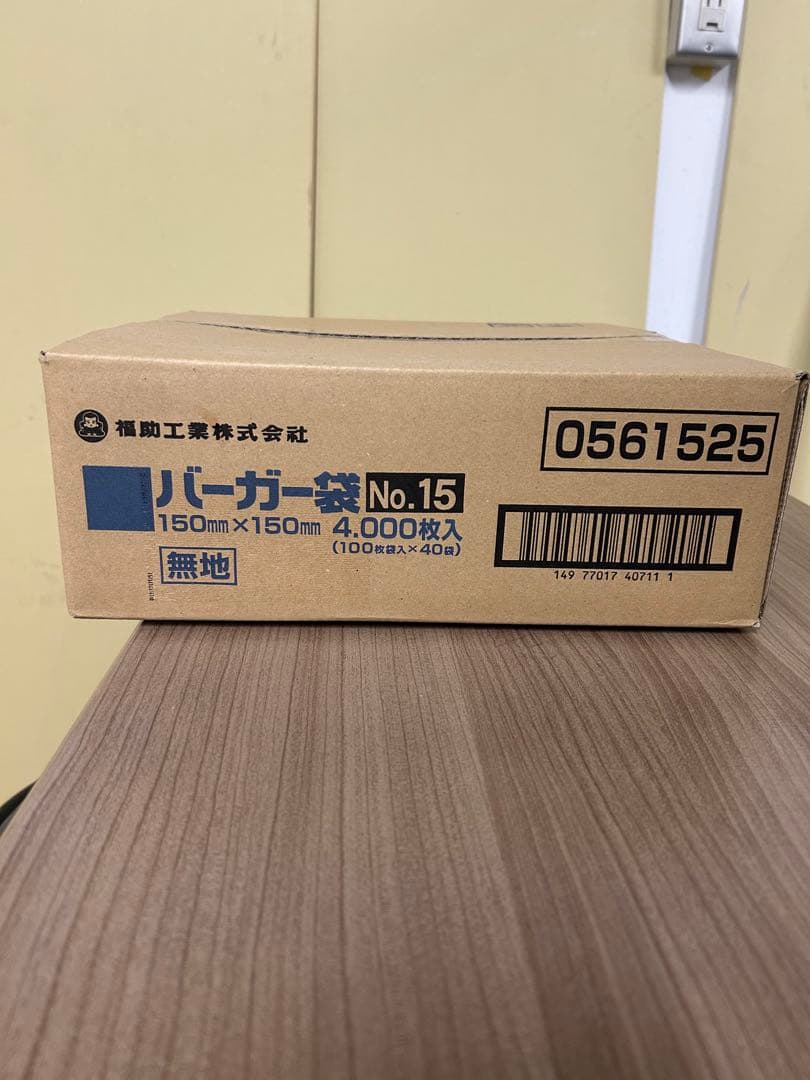 福助工業株式会社
0561525
バーガー袋 No.15
150mm×150mm 4.000枚入
(100枚袋入×40袋)
無地
149 77017 40711 1